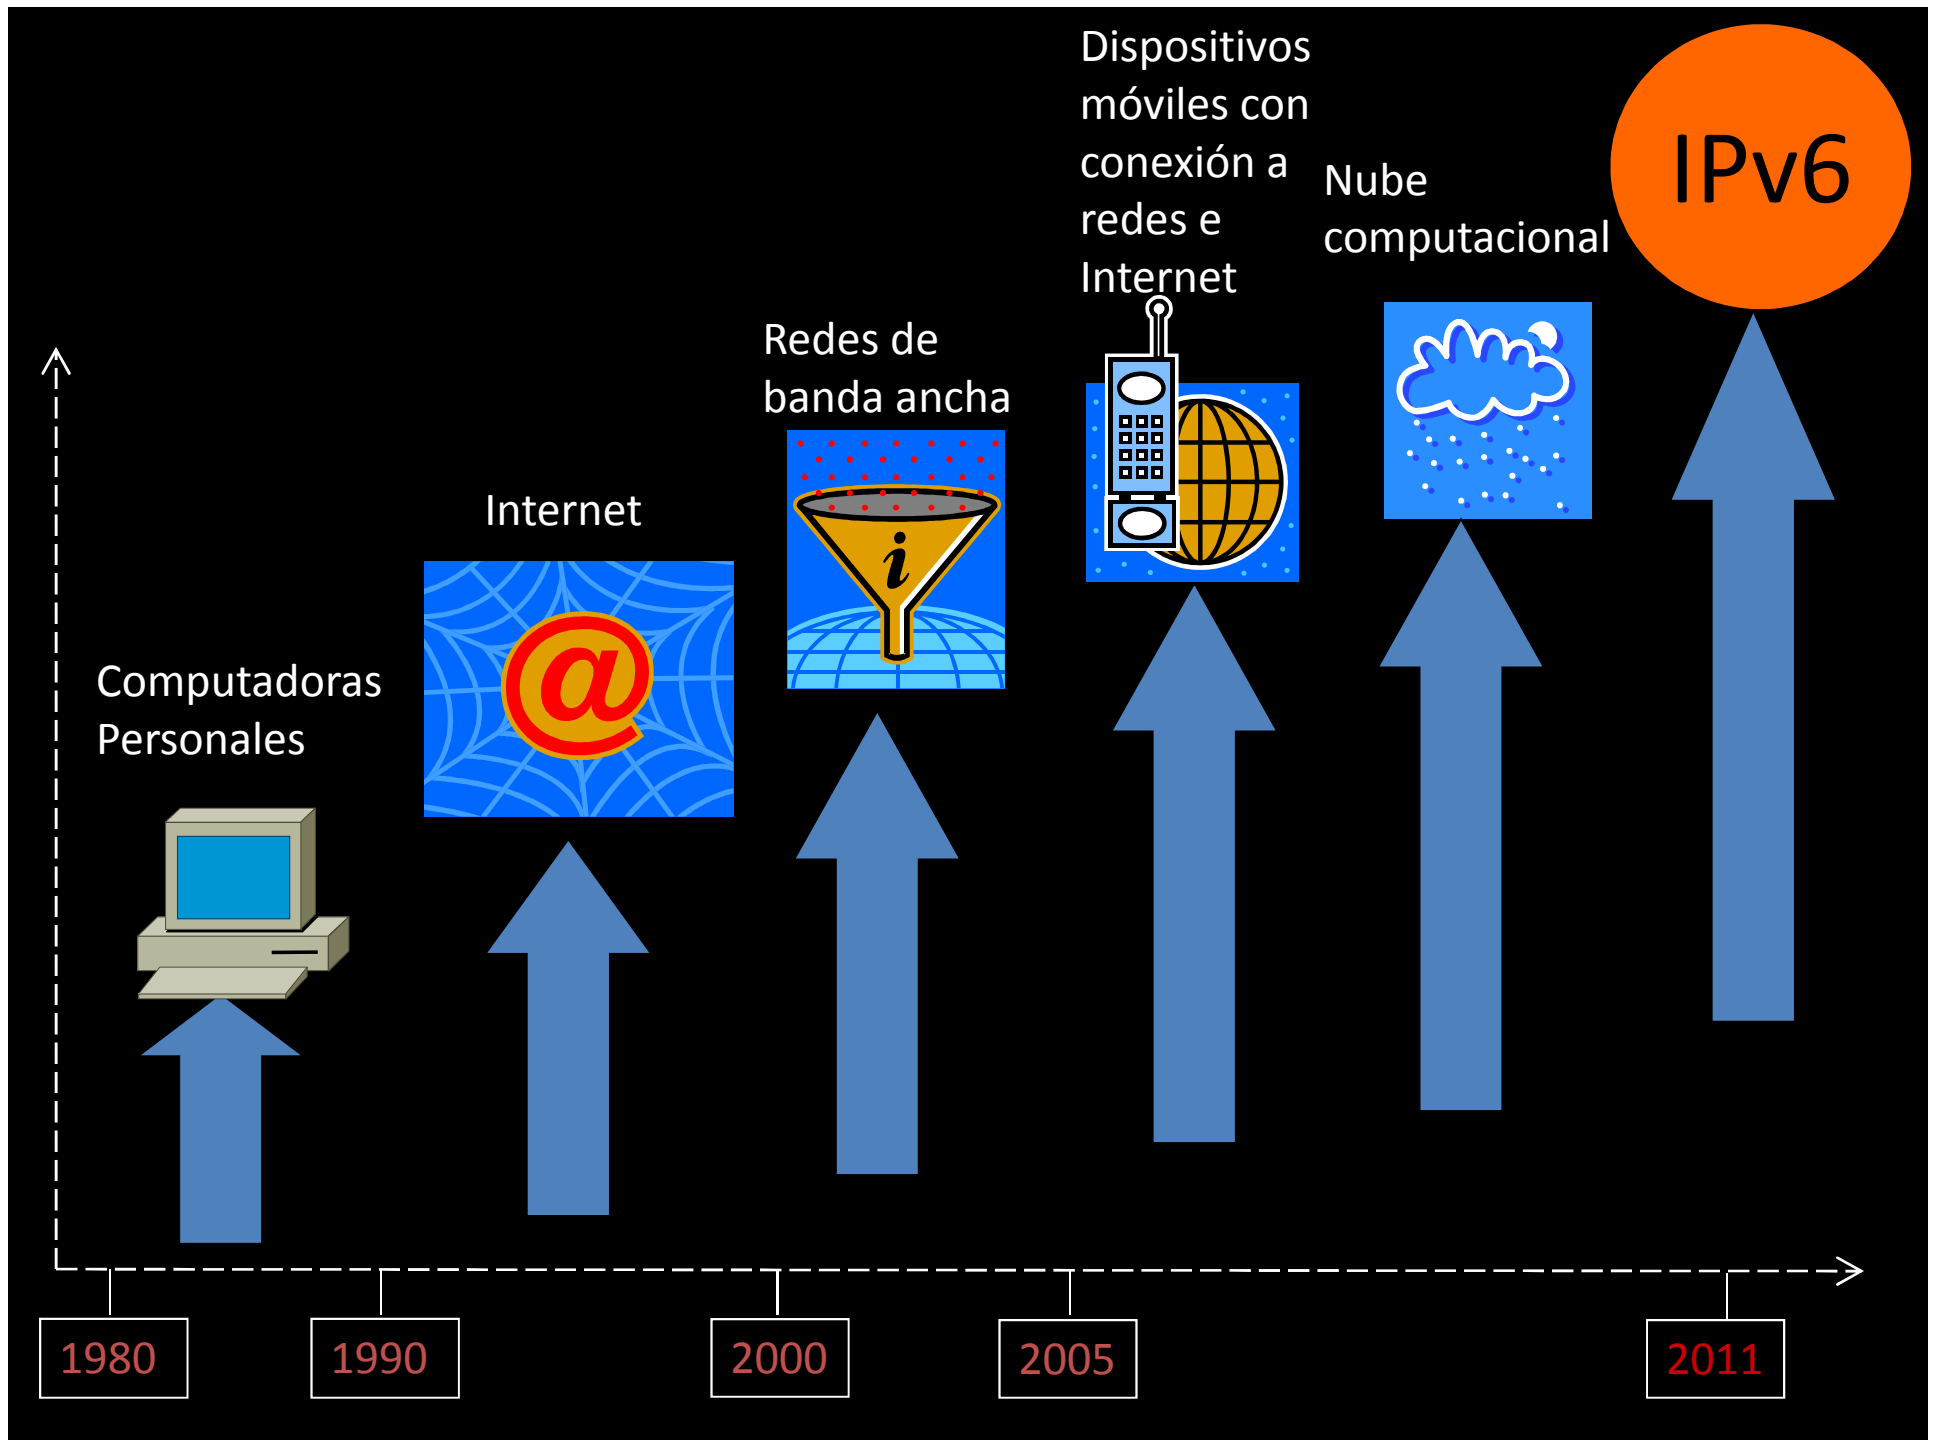 Dispositivos
móviles con
conexión a
redes e
Internet
Nube
computacional
IPv6
Redes de
banda ancha
i
Internet
@
Computadoras
Personales
1980
1990
2000
2005
2011